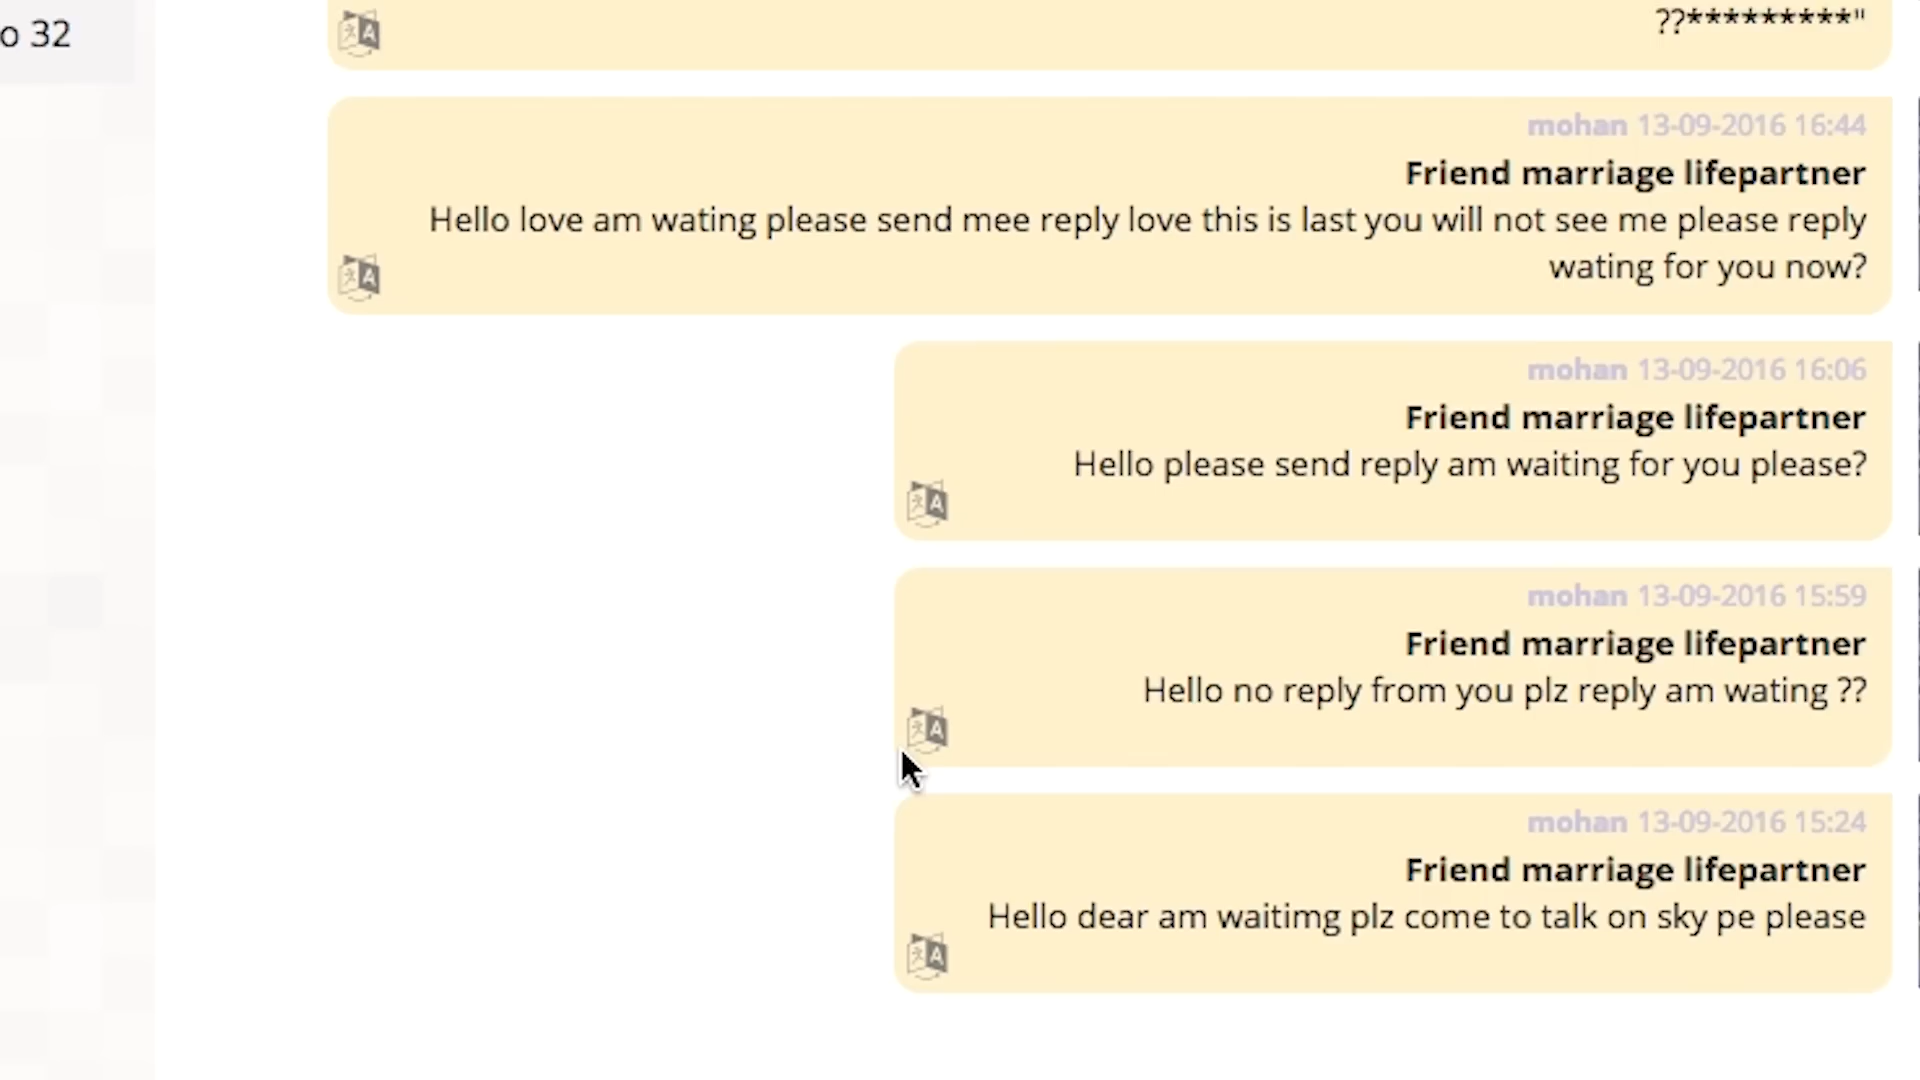 o 32
??*********"
mohan 13-09-2016 16:44
Friend marriage lifepartner
Hello love am wating please send mee reply love this is last you will not see me please reply
wating for you now?
mohan 13-09-2016 16:06
Friend marriage lifepartner
Hello please send reply am waiting for you please?
mohan 13-09-2016 15:59
Friend marriage lifepartner
Hello no reply from you plz reply am wating ??
mohan 13-09-2016 15:24
Friend marriage lifepartner
Hello dear am waitimg plz come to talk on sky pe please